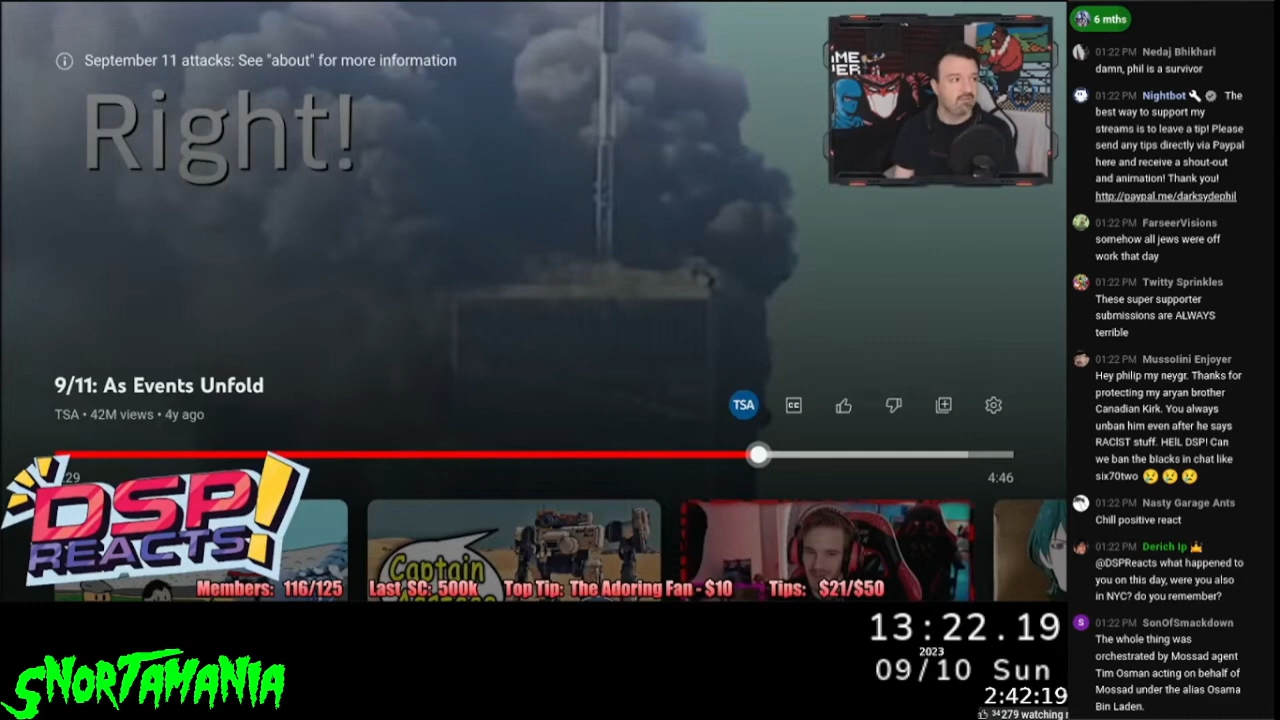 September 11 attacks: See "about" for more information
Right!
9/11: As Events Unfold
TSA • 42M views • 4y ago
TSA
CC
:29
4:46
DSP
REACTS!
Captain
Members: 116/125
Last SC: 500k
Top Tip: The Adoring Fan - $10
Tips: $21/$50
SNORTAMANIA
13:22.19
2023
09/10 Sun
2:42:19
34 279 watching
6 mths
01:22 PM Nedaj Bhikhari
damn, phil is a survivor
01:22 PM Nightbot The
best way to support my
streams is to leave a tip! Please
send any tips directly via Paypal
here and receive a shout-out
and animation! Thank you!
http://paypal.me/darksydephil
01:22 PM FarseerVisions
somehow all jews were off
work that day
01:22 PM Twitty Sprinkles
These super supporter
submissions are ALWAYS
terrible
01:22 PM Mussolini Enjoyer
Hey philip my neygr. Thanks for
protecting my aryan brother
Canadian Kirk. You always
unban him even after he says
RAClST stuff. HElL DSP! Can
we ban the blacks in chat like
six70two 😢 😢 😢
01:22 PM Nasty Garage Ants
Chill positive react
01:22 PM Derich Ip
@DSPReacts what happened to
you on this day, were you also
in NYC? do you remember?
S 01:22 PM SonOfSmackdown
The whole thing was
orchestrated by Mossad agent
Tim Osman acting on behalf of
Mossad under the alias Osama
Bin Laden.